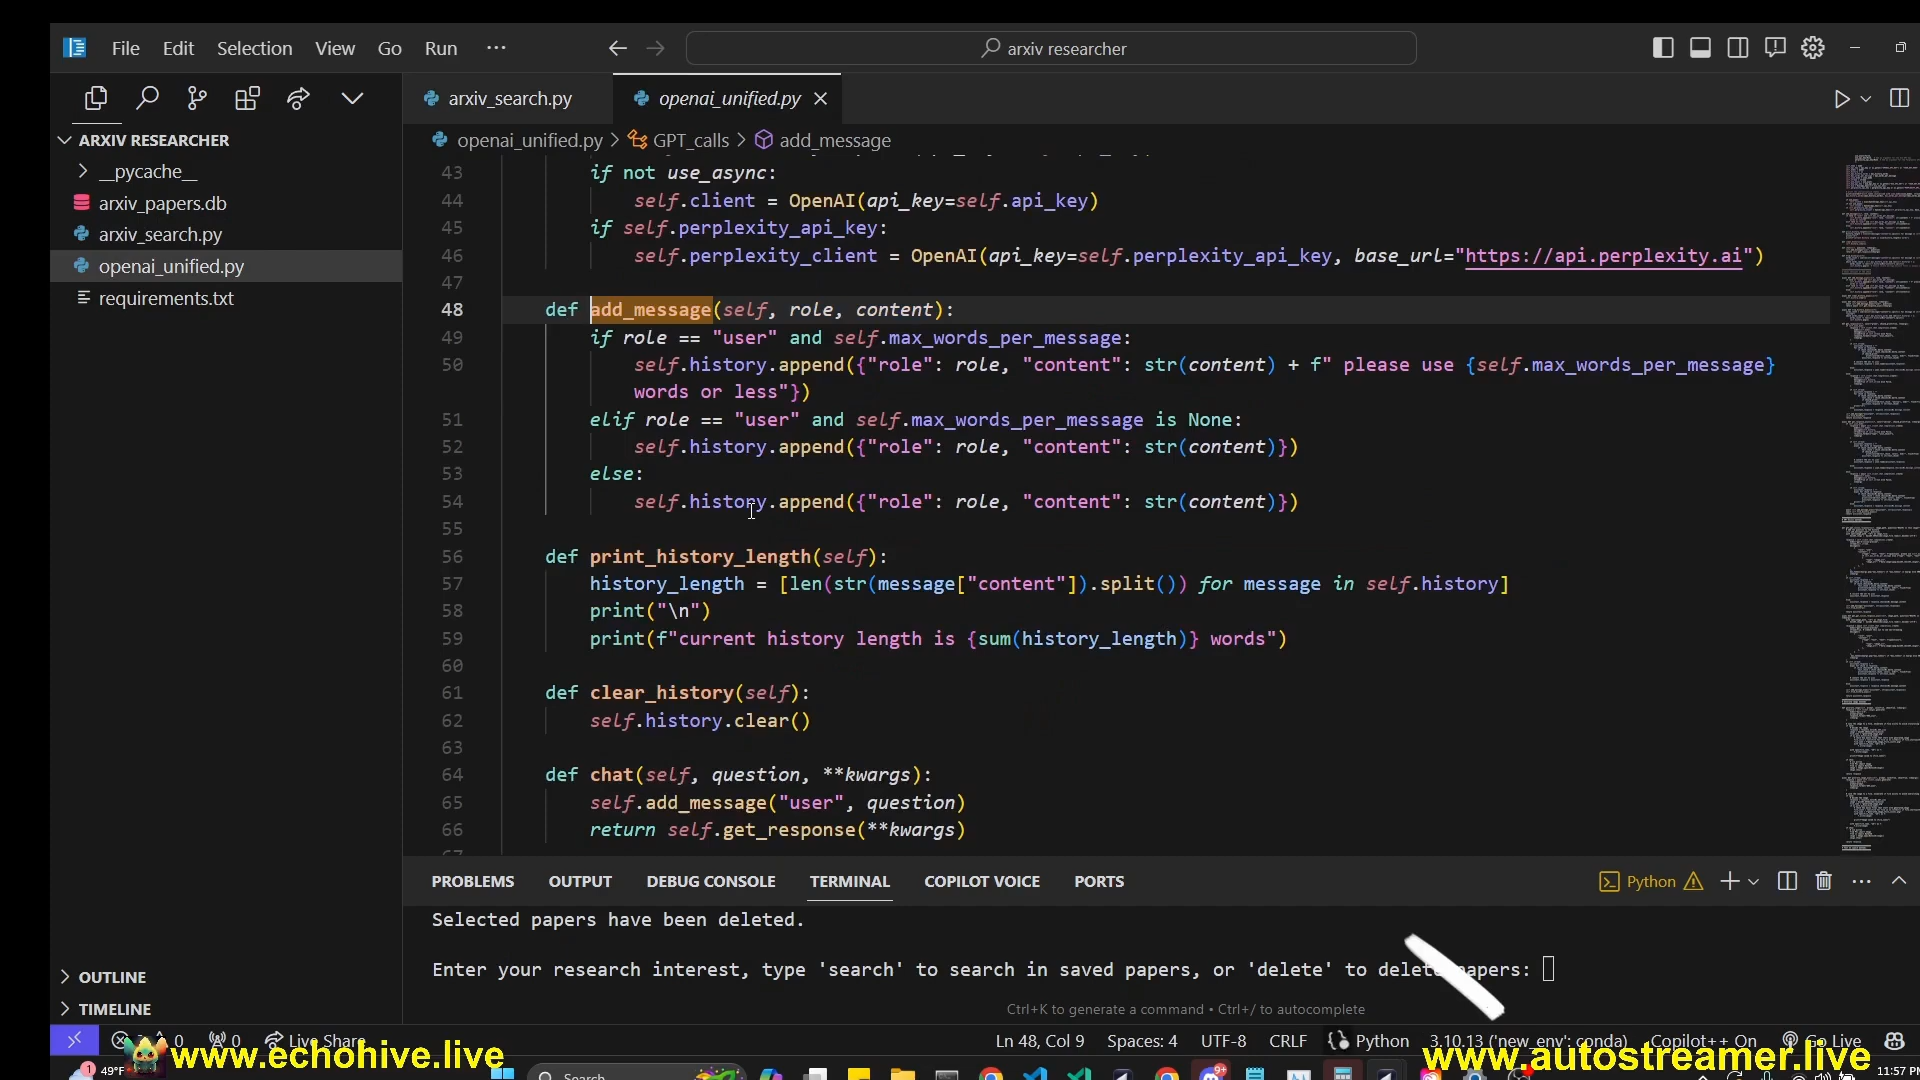 File Edit Selection View Go Run ···
arxiv researcher
arxiv_search.py
openai_unified.py
ARXIV RESEARCHER
__pycache__
arxiv_papers.db
arxiv_search.py
openai_unified.py
requirements.txt
openai_unified.py > GPT_calls > add_message
43 if not use_async:
44 self.client = OpenAI(api_key=self.api_key)
45 if self.perplexity_api_key:
46 self.perplexity_client = OpenAI(api_key=self.perplexity_api_key, base_url="https://api.perplexity.ai")
47
48 def add_message(self, role, content):
49 if role == "user" and self.max_words_per_message:
50 self.history.append({"role": role, "content": str(content) + f" please use {self.max_words_per_message}
words or less"})
51 elif role == "user" and self.max_words_per_message is None:
52 self.history.append({"role": role, "content": str(content)})
53 else:
54 self.history.append({"role": role, "content": str(content)})
55
56 def print_history_length(self):
57 history_length = [len(str(message["content"]).split()) for message in self.history]
58 print("\n")
59 print(f"current history length is {sum(history_length)} words")
60
61 def clear_history(self):
62 self.history.clear()
63
64 def chat(self, question, **kwargs):
65 self.add_message("user", question)
66 return self.get_response(**kwargs)
PROBLEMS OUTPUT DEBUG CONSOLE TERMINAL COPILOT VOICE PORTS
Python
Selected papers have been deleted.
Enter your research interest, type 'search' to search in saved papers, or 'delete' to delete papers:
Ctrl+K to generate a command • Ctrl+/ to autocomplete
OUTLINE
TIMELINE
0 0 Live Share
Ln 48, Col 9 Spaces: 4 UTF-8 CRLF Python 3.10.13 ('new_env': conda) Copilot++ On Go Live
www.echohive.live
www.autostreamer.live
1 49°F
Search
9+
11:57 PM